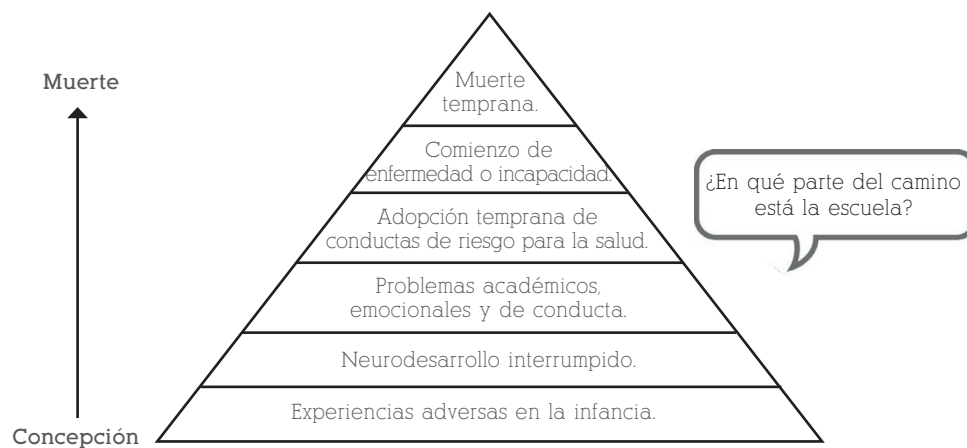 Muerte
Muerte
temprana.
Comienzo de
enfermedad o incapacidad.
Adopción temprana de
conductas de riesgo para la salud.
¿En qué parte del camino
está la escuela?
Problemas académicos,
emocionales y de conducta.
Neurodesarrollo interrumpido.
Experiencias adversas en la infancia.
Concepción